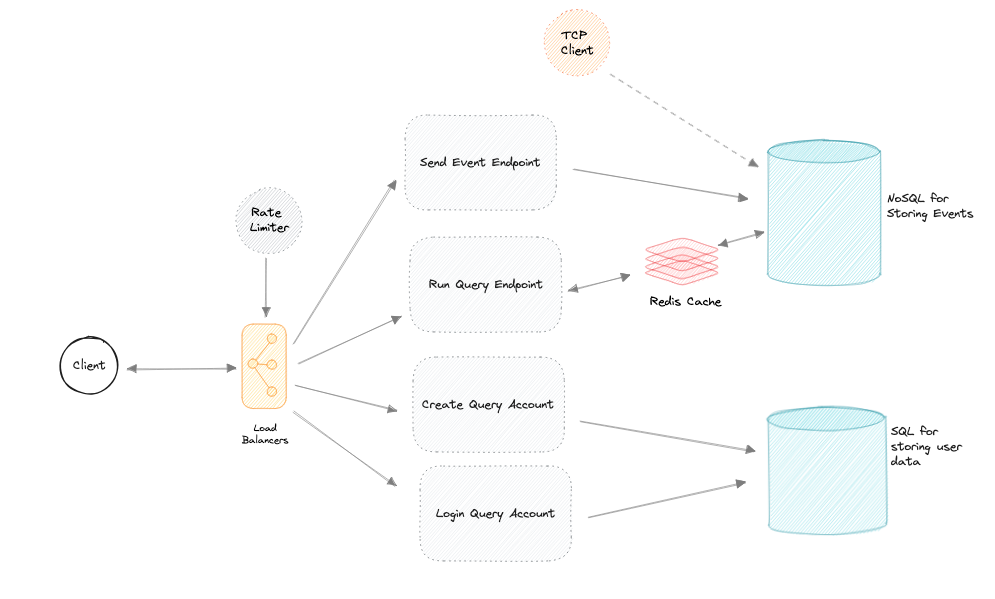 TCP
Client
Send Event Endpoint
NoSQL for
Storing Events
Rate
Limiter
Run Query Endpoint
Redis Cache
Client
Create Query Account
Load
Balancers
SQL for
storing user
data
Login Query Account